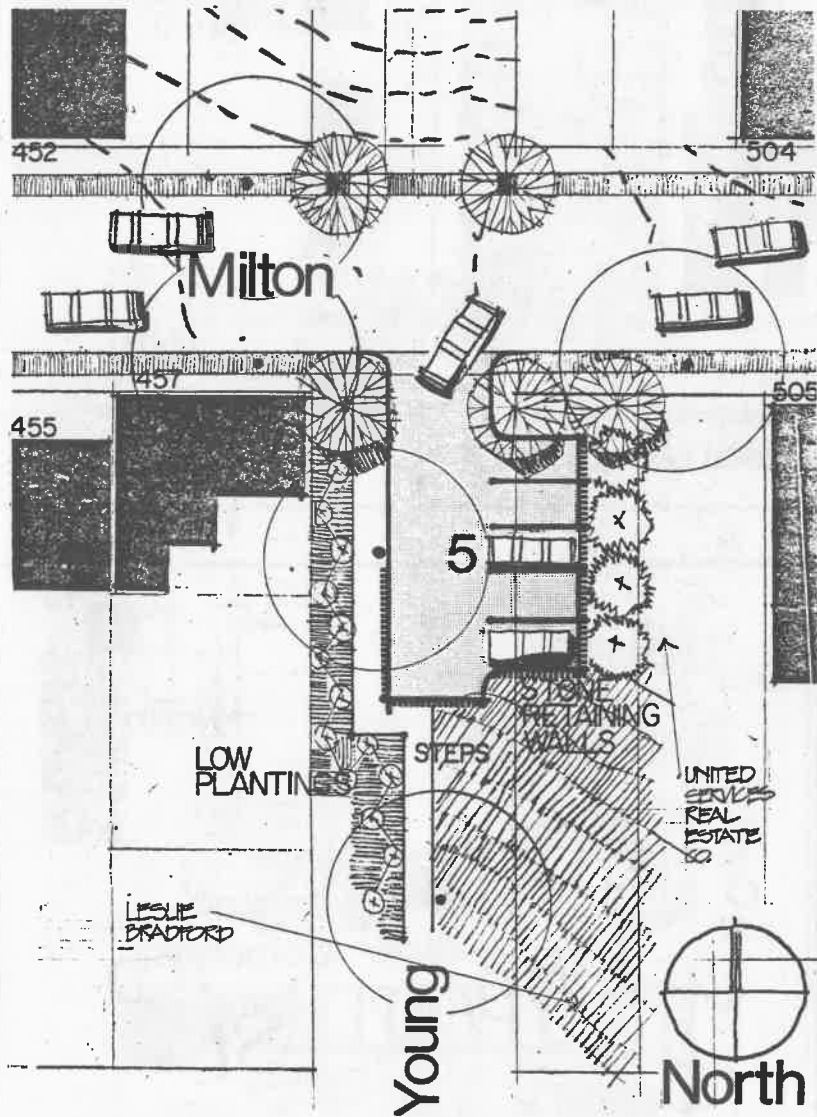 452
504
Milton
457
505
455
5
STONE
RETAINING
WALLS
LOW
PLANTINGS
STEPS
UNITED
SERVICES
REAL
ESTATE
CO.
LESLIE
BRADFORD
Young
North